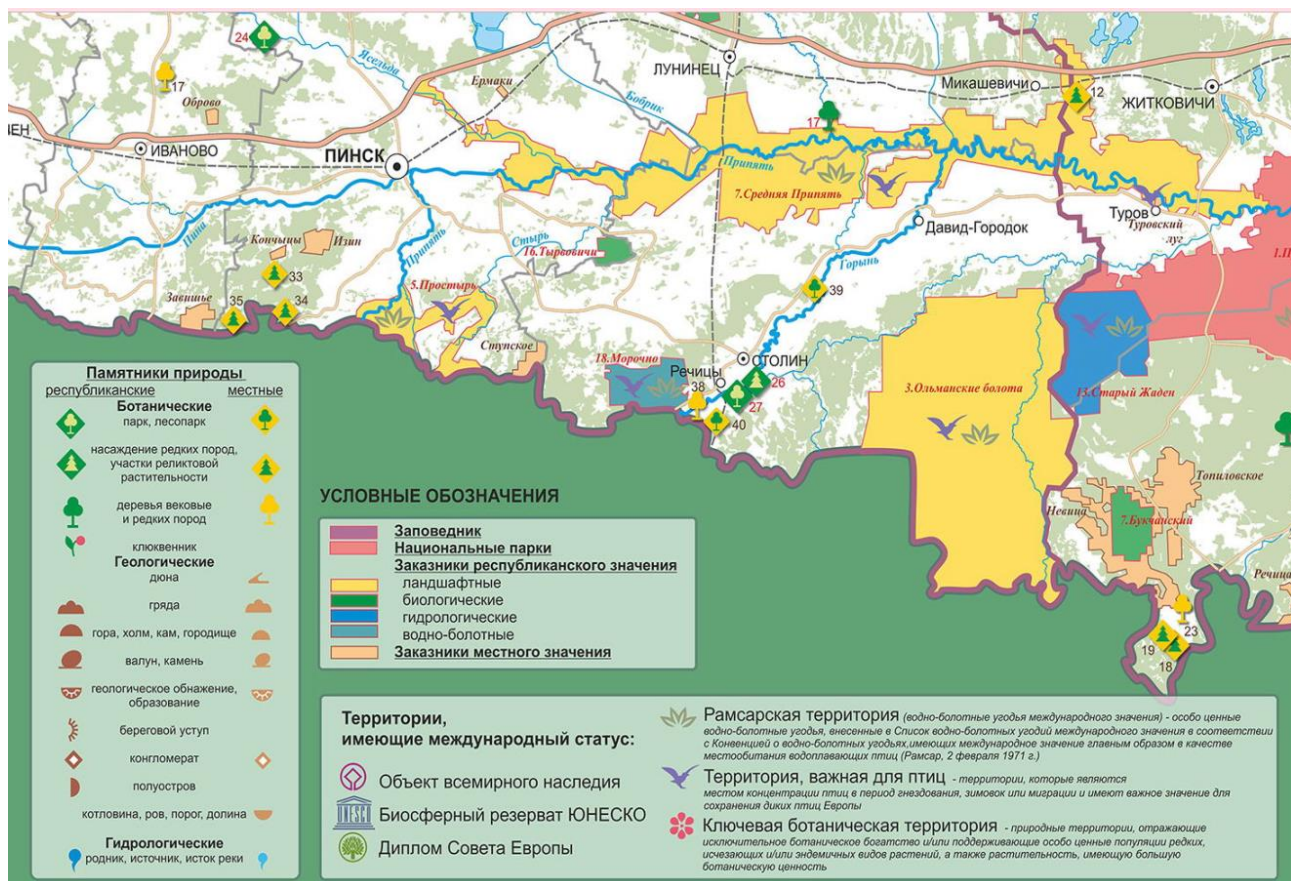 24
Ясельда
17
Оброво
Ермаки
Бобрик
ЛУНИНЕЦ
Микашевичи
12
ЖИТКОВИЧИ
ИВАНОВО
ПИНСК
17
Припять
7.Средняя Припять
Пина
Кончыцы
Изин
Припять
Стырь
16.Тырвовичи
Давид-Городок
Туров
Туровский
луг
33
Горынь
39
Завишье
35
34
5.Простырь
Ступское
18.Морочно
СТОЛИН
Речицы
38
26
27
40
3.Ольманские болота
15.Старый Жаден
Топиловское
Невица
7.Букчанский
Речица
23
19
18
Памятники природы
республиканские местные
Ботанические
парк, лесопарк
насаждение редких пород,
участки реликтовой
растительности
деревья вековые
и редких пород
клюквенник
Геологические
дюна
гряда
гора, холм, кам, городище
валун, камень
геологическое обнажение,
образование
береговой уступ
конгломерат
полуостров
котловина, ров, порог, долина
Гидрологические
родник, источник, исток реки
УСЛОВНЫЕ ОБОЗНАЧЕНИЯ
Заповедник
Национальные парки
Заказники республиканского значения
ландшафтные
биологические
гидрологические
водно-болотные
Заказники местного значения
Территории,
имеющие международный статус:
Объект всемирного наследия
UNESCO
Биосферный резерват ЮНЕСКО
Диплом Совета Европы
Рамсарская территория (водно-болотные угодья международного значения) - особо ценные
водно-болотные угодья, внесенные в Список водно-болотных угодий международного значения в соответствии
с Конвенцией о водно-болотных угодьях,имеющих международное значение главным образом в качестве
местообитания водоплавающих птиц (Рамсар, 2 февраля 1971 г.)
Территория, важная для птиц - территории, которые являются
местом концентрации птиц в период гнездования, зимовок или миграции и имеют важное значение для
сохранения диких птиц Европы
Ключевая ботаническая территория - природные территории, отражающие
исключительное ботаническое богатство и/или поддерживающие особо ценные популяции редких,
исчезающих и/или эндемичных видов растений, а также растительность, имеющую большую
ботаническую ценность